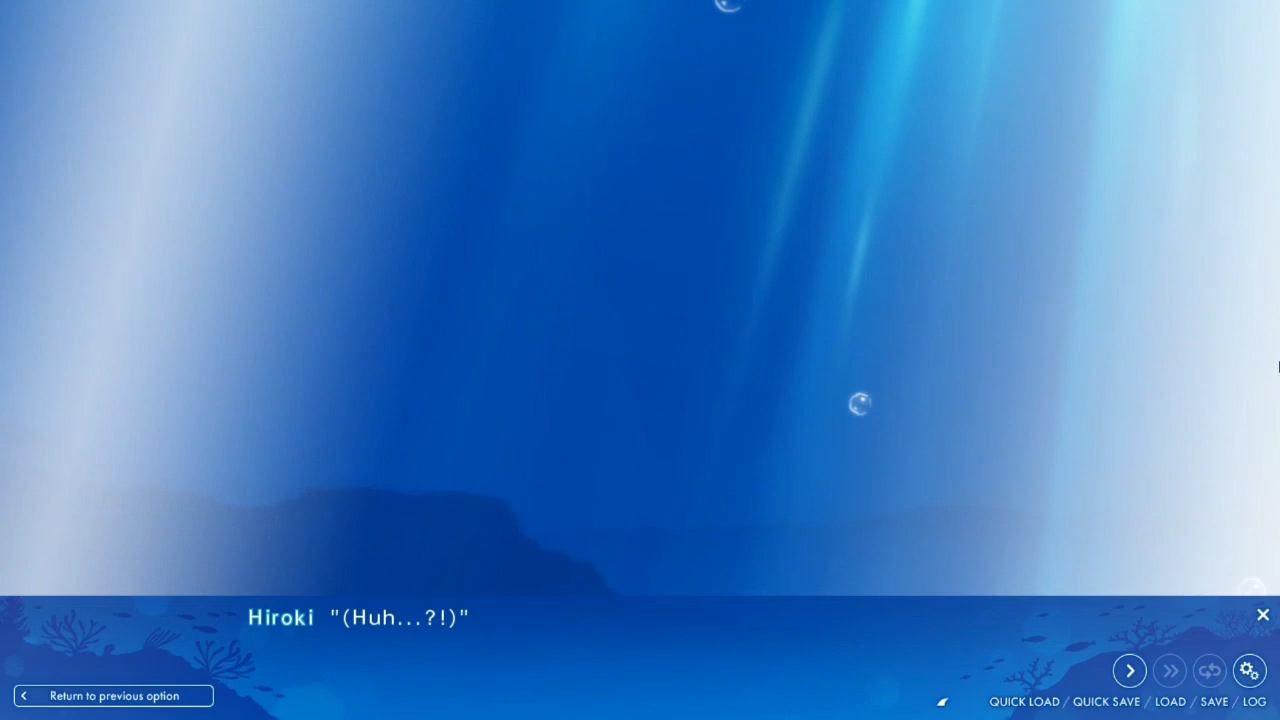 Hiroki "(Huh...?!)"
Return to previous option
QUICK LOAD / QUICK SAVE / LOAD / SAVE / LOG